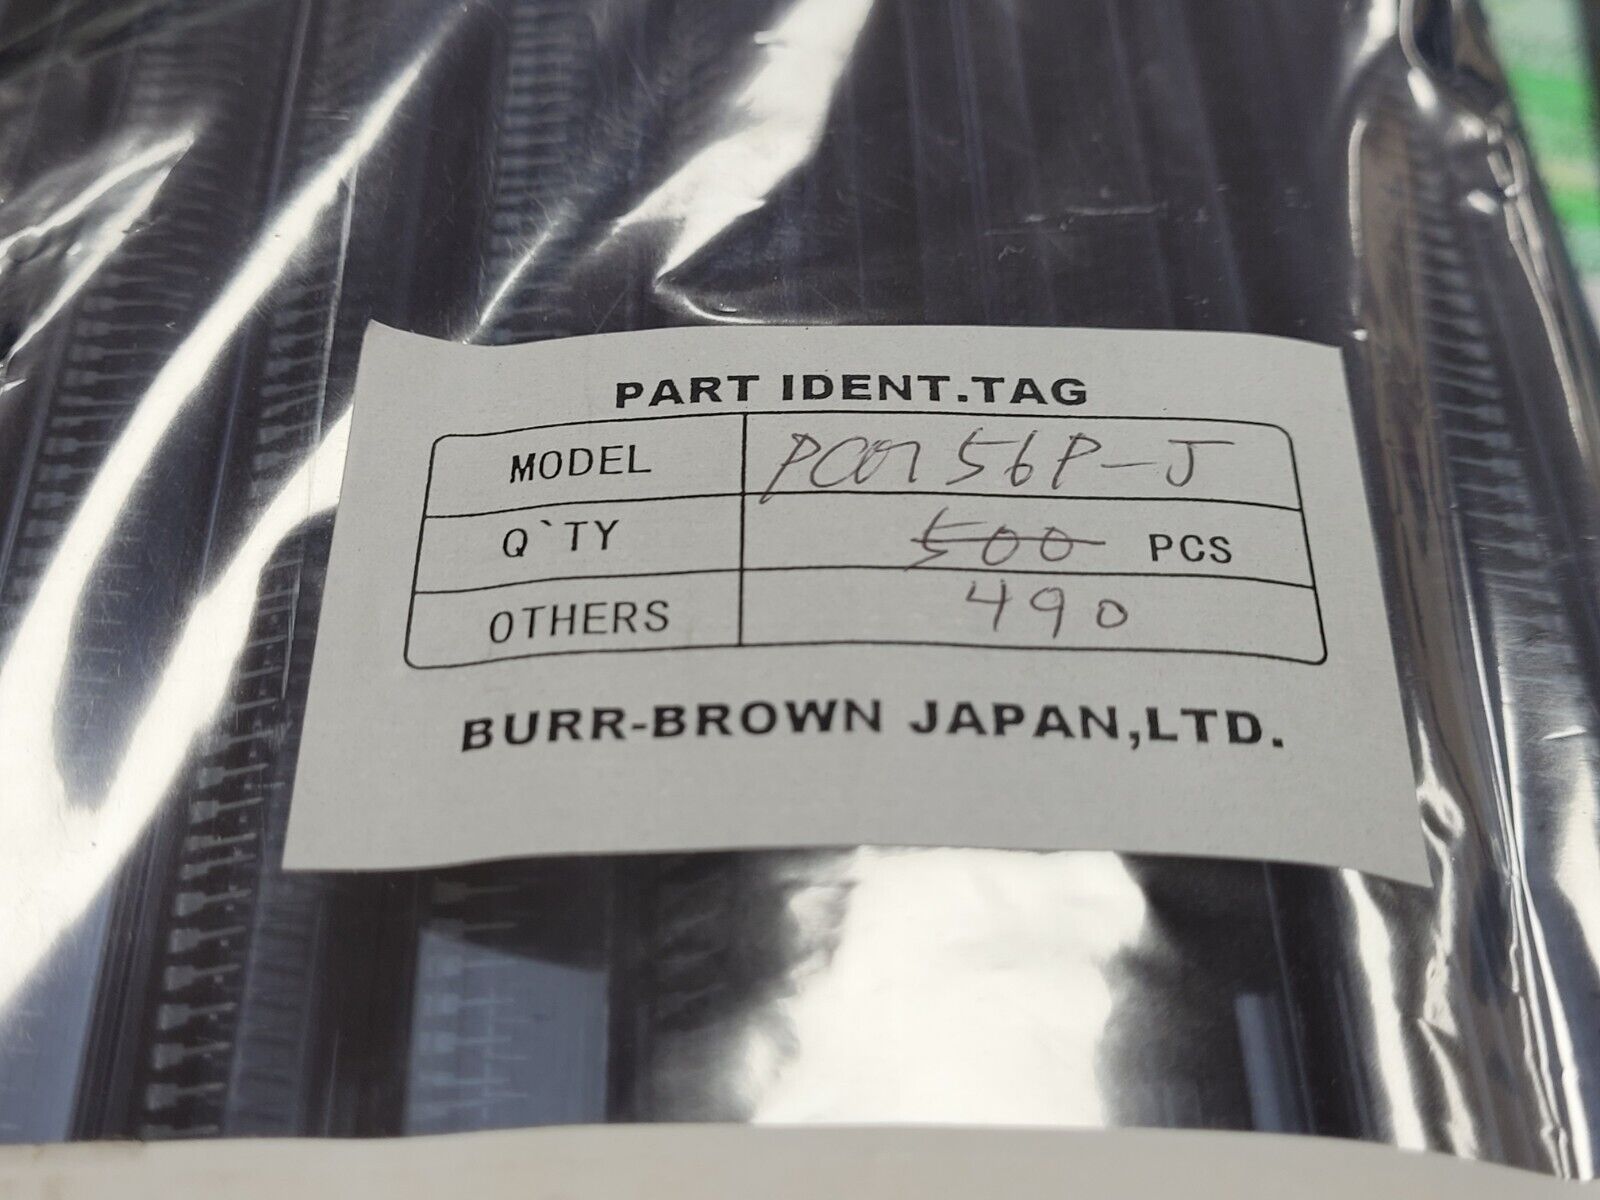 PART IDENT.TAG
MODEL PCM56P-J
Q`TY 500 PCS
OTHERS 490
BURR-BROWN JAPAN,LTD.